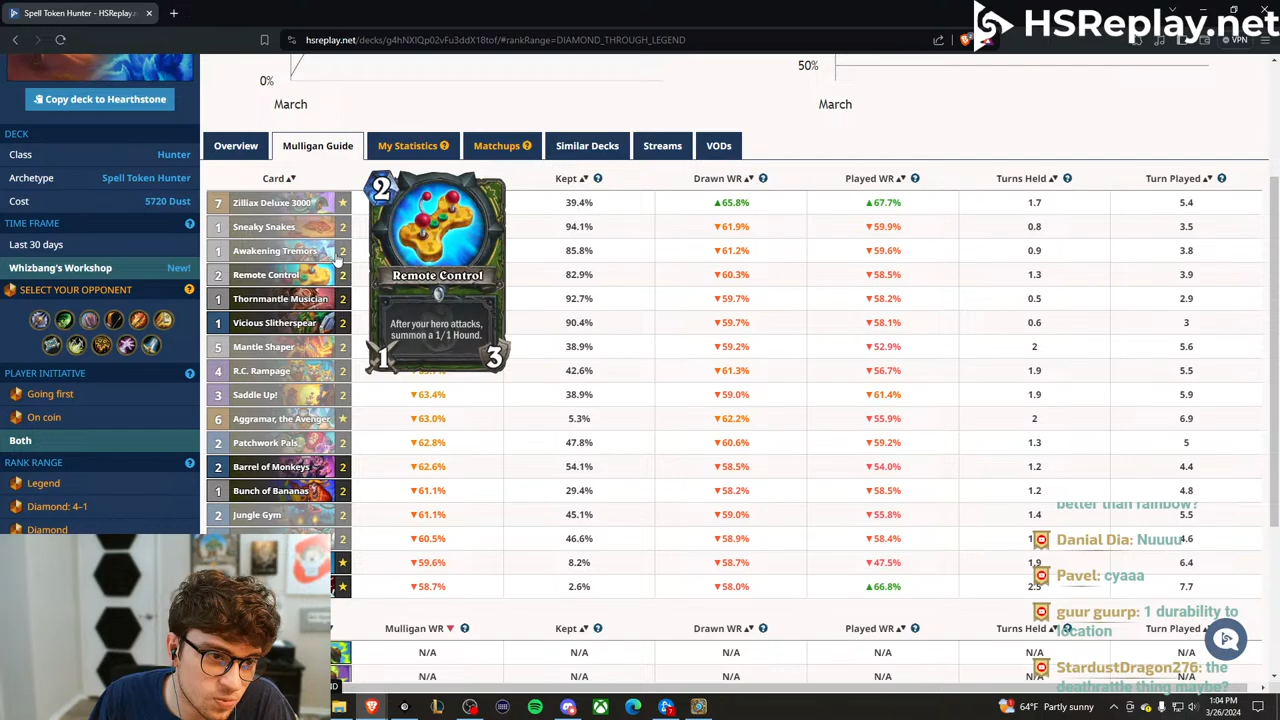 Spell Token Hunter - HSReplay.ne
HSReplay.net
hsreplay.net/decks/g4hNXIQp02vFu3ddX18tof/#rankRange=DIAMOND_THROUGH_LEGEND
VPN
0%
50%
March
March
Copy deck to Hearthstone
DECK
Class Hunter
Archetype Spell Token Hunter
Cost 5720 Dust
TIME FRAME
Last 30 days
Whizbang's Workshop New!
SELECT YOUR OPPONENT
PLAYER INITIATIVE
Going first
On coin
Both
RANK RANGE
Legend
Diamond: 4–1
Diamond
Overview Mulligan Guide My Statistics Matchups Similar Decks Streams VODs
Card Kept Drawn WR Played WR Turns Held Turn Played
7 Zilliax Deluxe 3000 39.4% ▲65.8% ▲67.7% 1.7 5.4
1 Sneaky Snakes 2 94.1% ▼61.9% ▼59.9% 0.8 3.5
1 Awakening Tremors 2 85.8% ▼61.2% ▼59.6% 0.9 3.8
2 Remote Control 2 82.9% ▼60.3% ▼58.5% 1.3 3.9
1 Thornmantle Musician 2 92.7% ▼59.7% ▼58.2% 0.5 2.9
1 Vicious Slitherspear 2 90.4% ▼59.7% ▼58.1% 0.6 3
5 Mantle Shaper 2 38.9% ▼59.2% ▼52.9% 2 5.6
4 R.C. Rampage 2 42.6% ▼61.3% ▼56.7% 1.9 5.5
3 Saddle Up! 2 ▼63.4% 38.9% ▼59.0% ▼61.4% 1.9 5.9
6 Aggramar, the Avenger ▼63.0% 5.3% ▼62.2% ▼55.9% 2 6.9
2 Patchwork Pals 2 ▼62.8% 47.8% ▼60.6% ▼59.2% 1.3 5
2 Barrel of Monkeys 2 ▼62.6% 54.1% ▼58.5% ▼54.0% 1.2 4.4
1 Bunch of Bananas 2 ▼61.1% 29.4% ▼58.2% ▼58.5% 1.2 4.8
2 Jungle Gym 2 ▼61.1% 45.1% ▼59.0% ▼55.8% 1.4 5.5
2 ▼60.5% 46.6% ▼58.9% ▼58.4% 4.6
▼59.6% 8.2% ▼58.7% ▼47.5% 1.9 6.4
▼58.7% 2.6% ▼58.0% ▲66.8% 2.5 7.7
2
Remote Control
After your hero attacks,
summon a 1/1 Hound.
1 3
Mulligan WR ▼ Kept Drawn WR Played WR Turns Held Turn Played
N/A N/A N/A N/A N/A N/A
N/A N/A N/A N/A N/A N/A
better than rainbow?
Danial Dia: Nuuuu
Pavel: cyaaa
guur guurp: 1 durability to
location
StardustDragon276: the
deathrattle thing maybe?
64°F Partly sunny
1:04 PM
3/26/2024